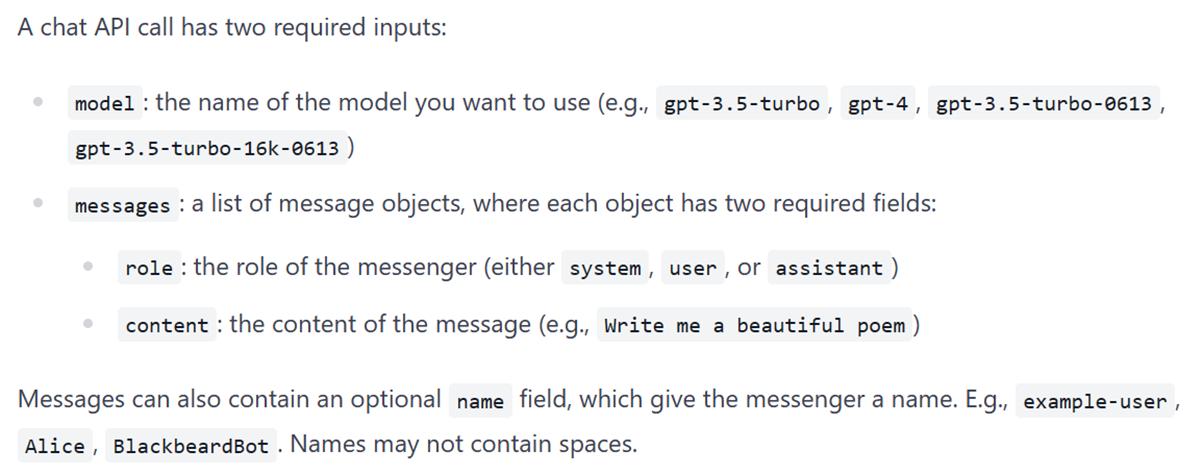 A chat API call has two required inputs:
model : the name of the model you want to use (e.g., gpt-3.5-turbo , gpt-4 , gpt-3.5-turbo-0613 ,
gpt-3.5-turbo-16k-0613 )
messages : a list of message objects, where each object has two required fields:
role : the role of the messenger (either system , user , or assistant )
content : the content of the message (e.g., Write me a beautiful poem )
Messages can also contain an optional name field, which give the messenger a name. E.g., example-user ,
Alice , BlackbeardBot . Names may not contain spaces.